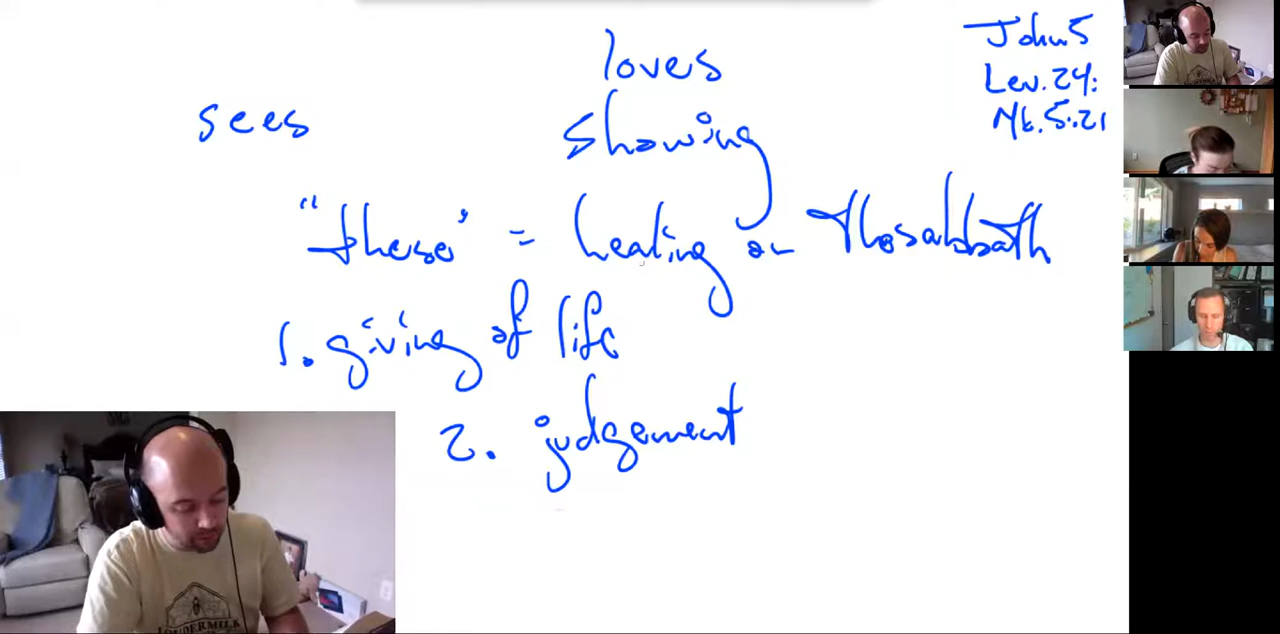 loves
sees
showing
"these" = healing on the sabbath
1. giving of life
2. judgement
John 5
Lev. 24:
Mk. 5:21
LOUDERMILK